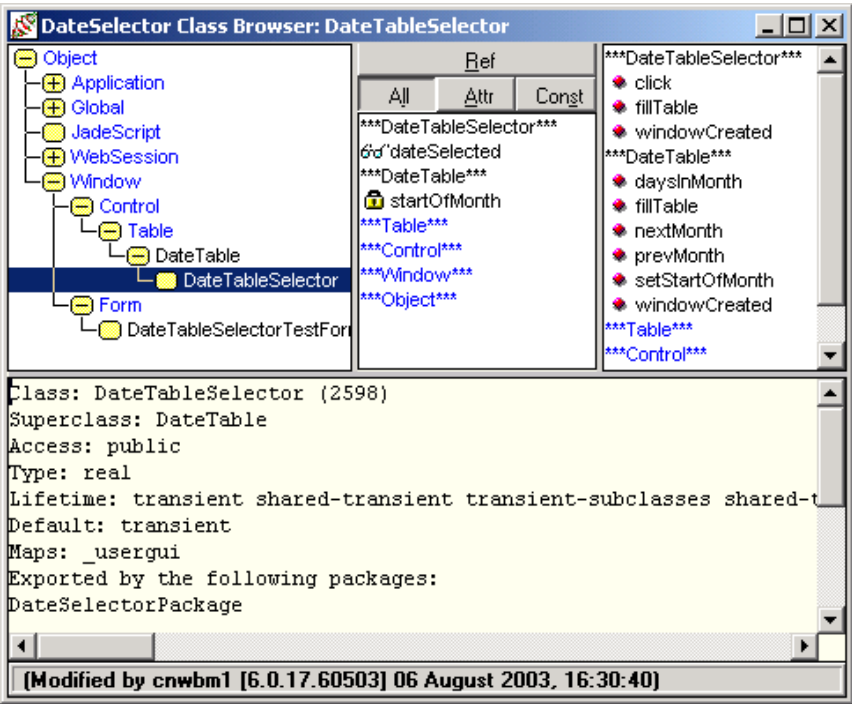 DateSelector Class Browser: DateTableSelector
Object
Application
Global
JadeScript
WebSession
Window
Control
Table
DateTable
DateTableSelector
Form
DateTableSelectorTestFor
Ref
All Attr Const
***DateTableSelector***
dateSelected
***DateTable***
startOfMonth
***Table***
***Control***
***Window***
***Object***
***DateTableSelector***
click
fillTable
windowCreated
***DateTable***
daysInMonth
fillTable
nextMonth
prevMonth
setStartOfMonth
windowCreated
***Table***
***Control***
Class: DateTableSelector (2598)
Superclass: DateTable
Access: public
Type: real
Lifetime: transient shared-transient transient-subclasses shared-t
Default: transient
Maps: _usergui
Exported by the following packages:
DateSelectorPackage
(Modified by cnwbm1 [6.0.17.60503] 06 August 2003, 16:30:40)